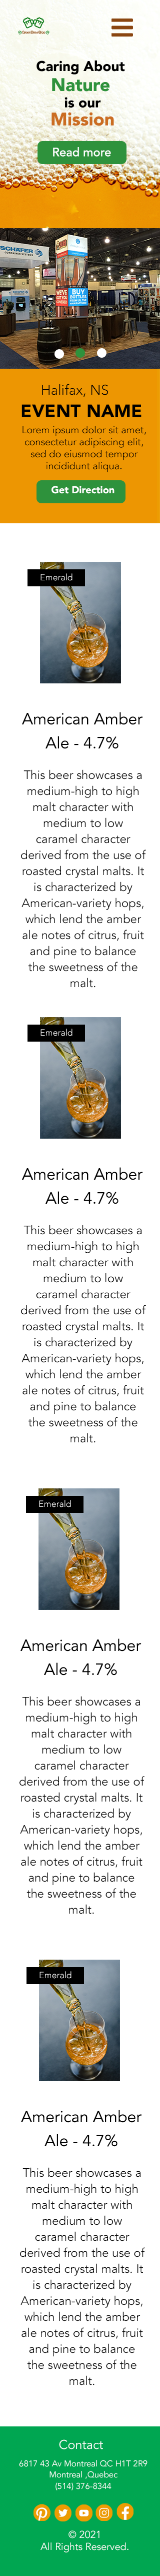 Caring About
Nature
is our
Mission
Read more
SCHAFER
BUY
Halifax, NS
EVENT NAME
Lorem ipsum dolor sit amet,
consectetur adipiscing elit,
sed do eiusmod tempor
incididunt aliqua.
Get Direction
Emerald
American Amber
Ale - 4.7%
This beer showcases a
medium-high to high
malt character with
medium to low
caramel character
derived from the use of
roasted crystal malts. It
is characterized by
American-variety hops,
which lend the amber
ale notes of citrus, fruit
and pine to balance
the sweetness of the
malt.
Emerald
American Amber
Ale - 4.7%
This beer showcases a
medium-high to high
malt character with
medium to low
caramel character
derived from the use of
roasted crystal malts. It
is characterized by
American-variety hops,
which lend the amber
ale notes of citrus, fruit
and pine to balance
the sweetness of the
malt.
Emerald
American Amber
Ale - 4.7%
This beer showcases a
medium-high to high
malt character with
medium to low
caramel character
derived from the use of
roasted crystal malts. It
is characterized by
American-variety hops,
which lend the amber
ale notes of citrus, fruit
and pine to balance
the sweetness of the
malt.
Emerald
American Amber
Ale - 4.7%
This beer showcases a
medium-high to high
malt character with
medium to low
caramel character
derived from the use of
roasted crystal malts. It
is characterized by
American-variety hops,
which lend the amber
ale notes of citrus, fruit
and pine to balance
the sweetness of the
malt.
Contact
6817 43 Av Montreal QC H1T 2R9
Montreal ,Quebec
(514) 376-8344
© 2021
All Rights Reserved.